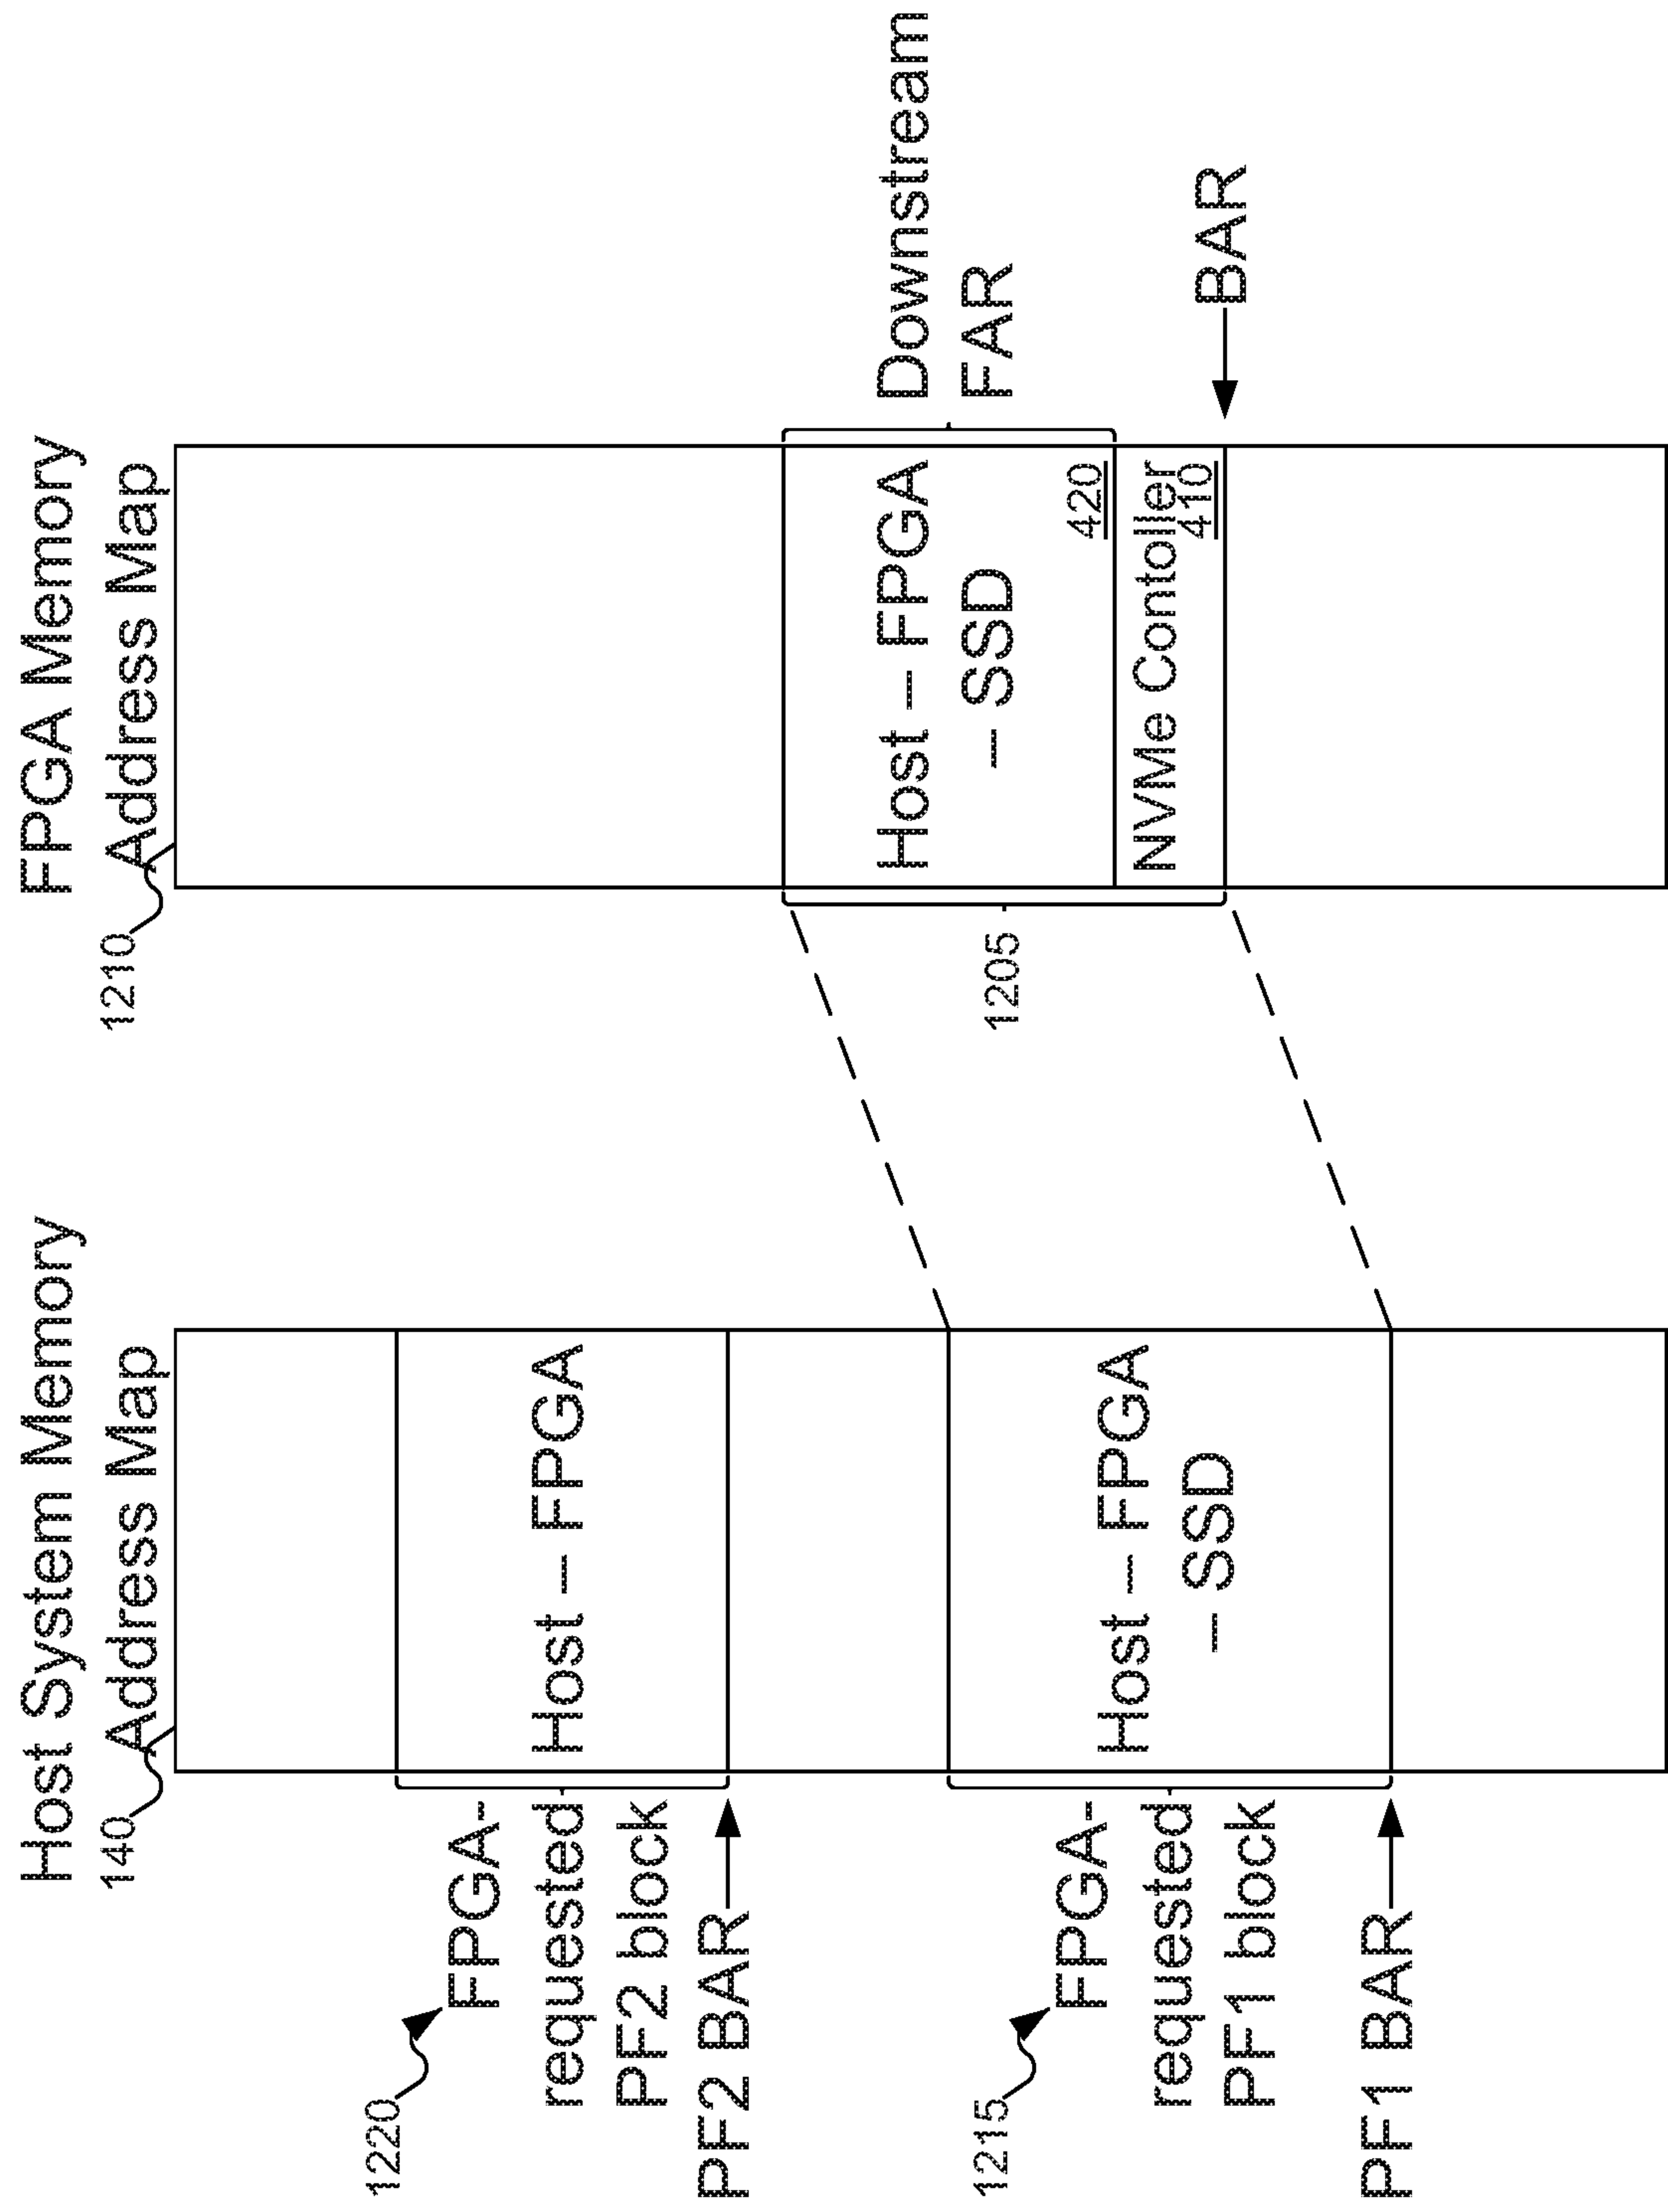 Host System Memory
Address Map
140
1220
FPGA-
requested
PF2 block
PF2 BAR
Host – FPGA
1215
FPGA-
requested
PF1 block
PF1 BAR
Host – FPGA
– SSD
FPGA Memory
Address Map
1210
1205
Host – FPGA
– SSD
420
NVMe Contoller
410
Downstream
FAR
BAR